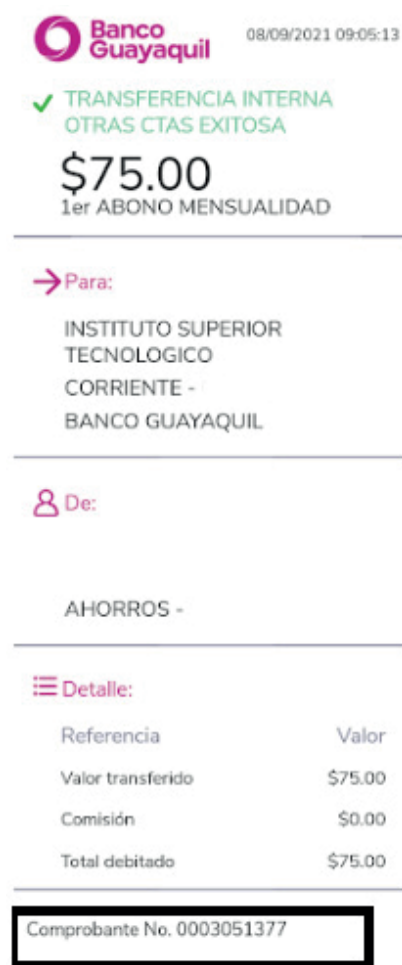 Banco
Guayaquil
08/09/2021 09:05:13
TRANSFERENCIA INTERNA
OTRAS CTAS EXITOSA
$75.00
1er ABONO MENSUALIDAD
Para:
INSTITUTO SUPERIOR
TECNOLOGICO
CORRIENTE -
BANCO GUAYAQUIL
De:
AHORROS -
Detalle:
Referencia Valor
Valor transferido $75.00
Comisión $0.00
Total debitado $75.00
Comprobante No. 0003051377